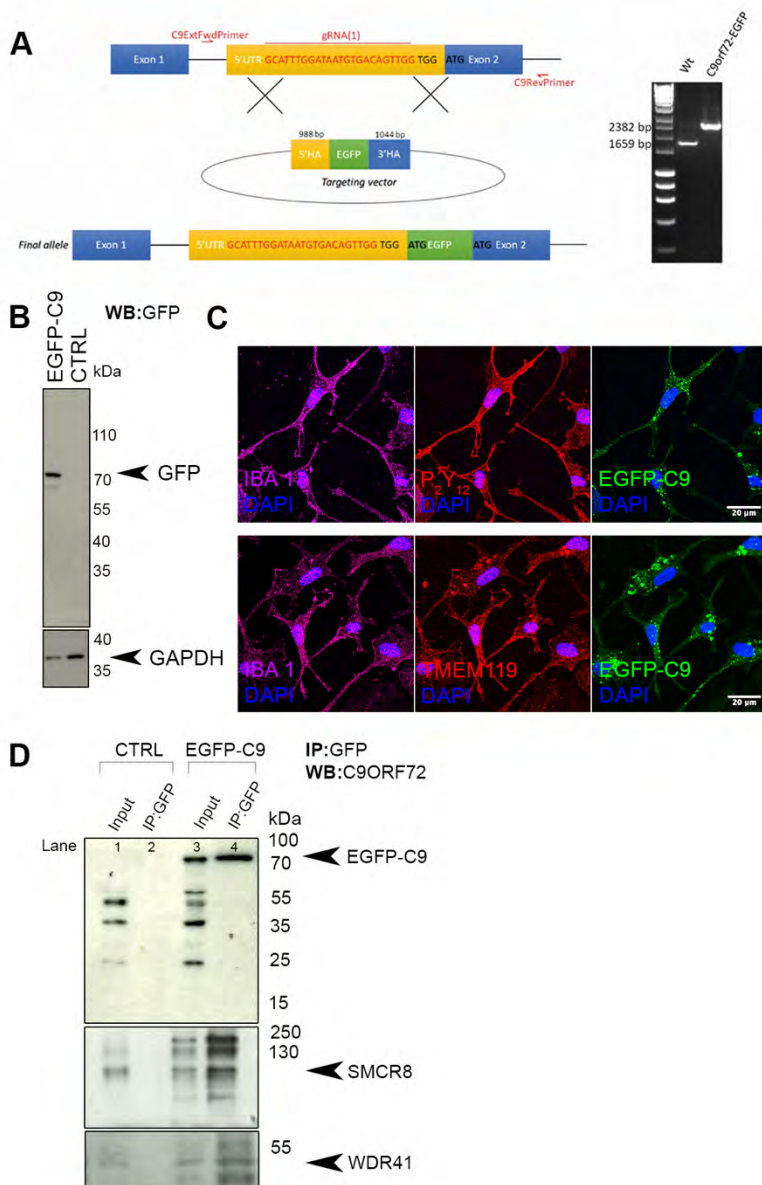 A
C9ExtFwdPrimer
gRNA(1)
Exon 1
5'UTR GCATTTGGATAATGTGACAGTTGG TGG ATG Exon 2
C9RevPrimer
988 bp
1044 bp
5'HA EGFP 3'HA
Targeting vector
Final allele
Exon 1
5'UTR GCATTTGGATAATGTGACAGTTGG TGG ATG EGFP ATG Exon 2
Wt
C9orf72-EGFP
2382 bp
1659 bp
B
EGFP-C9
CTRL
WB:GFP
kDa
110
70
55
40
35
GFP
40
35
GAPDH
C
IBA 1
DAPI
P2Y12
DAPI
EGFP-C9
DAPI
20 µm
IBA 1
DAPI
TMEM119
DAPI
EGFP-C9
DAPI
20 µm
D
CTRL
EGFP-C9
IP:GFP
WB:C9ORF72
Input
IP:GFP
Input
IP:GFP
kDa
Lane 1 2 3 4
100
70
55
35
25
15
EGFP-C9
250
130
SMCR8
55
WDR41